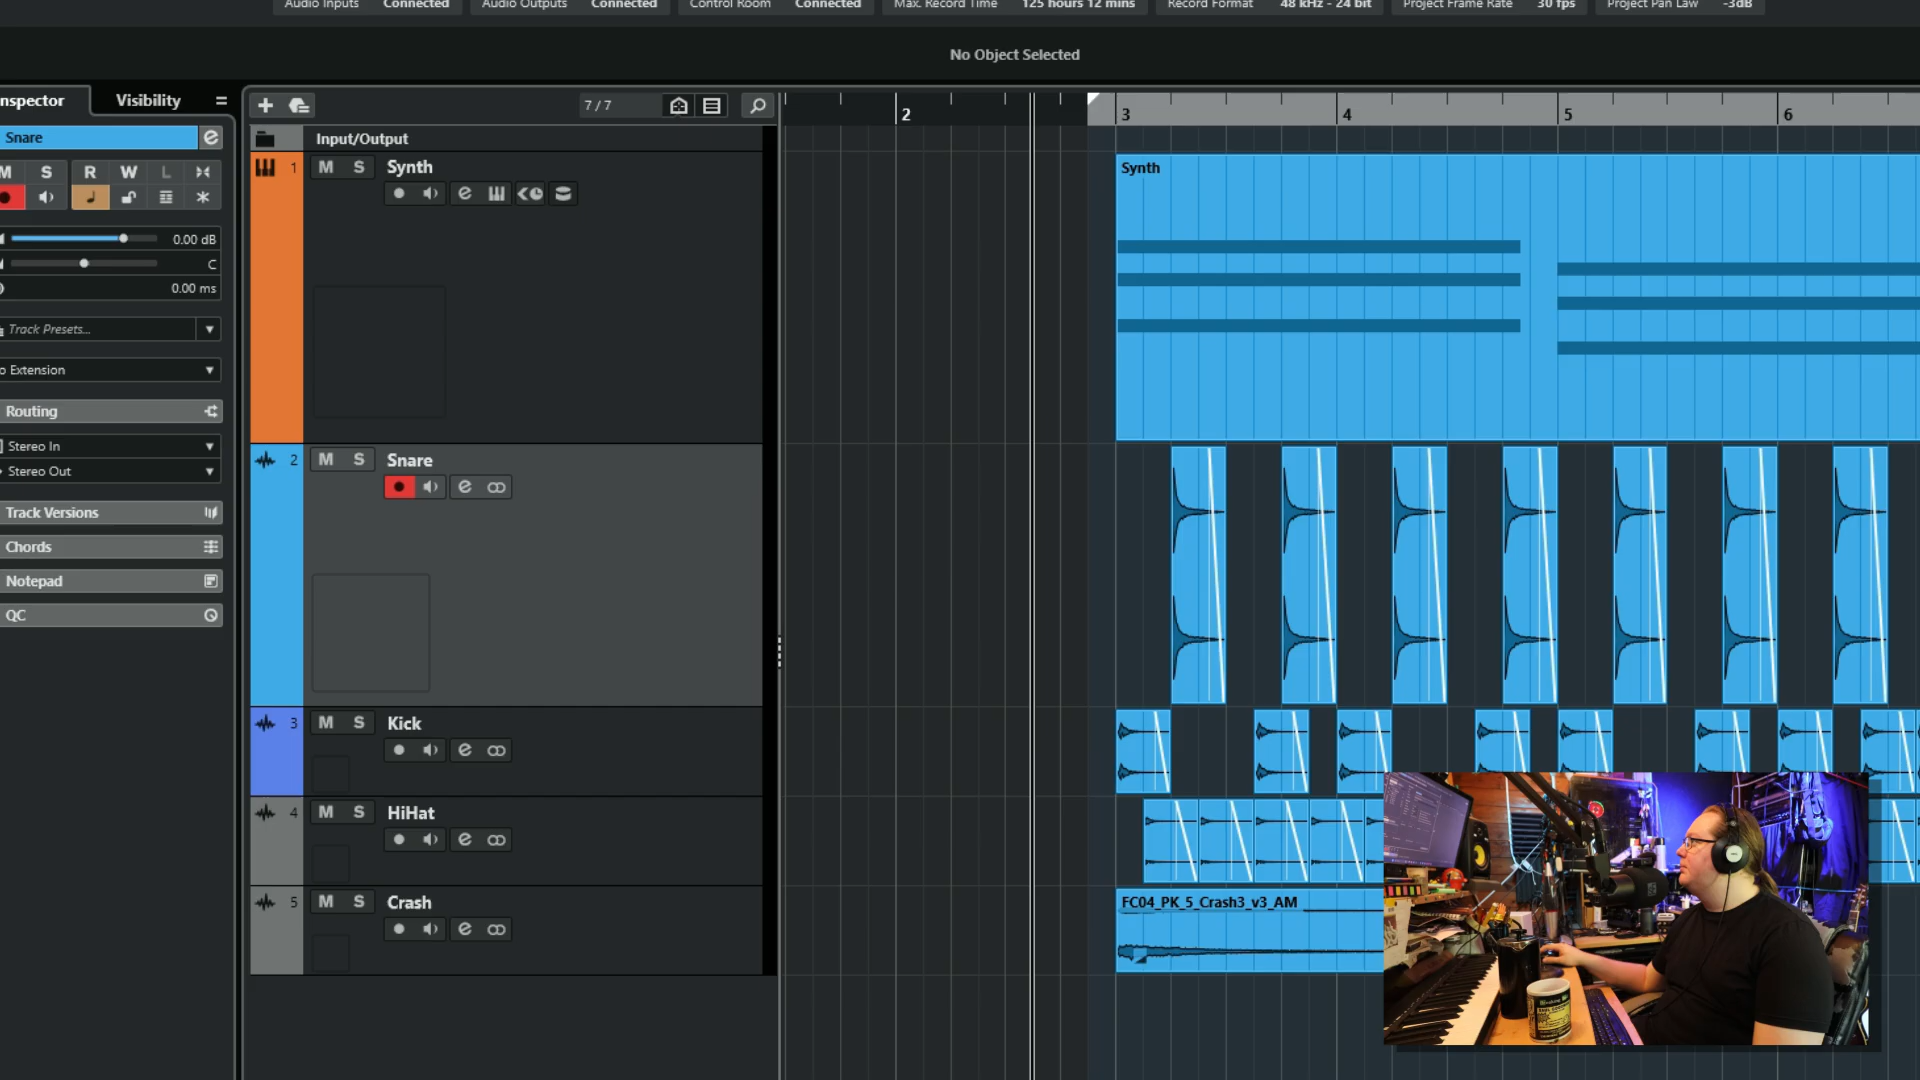 Audio Inputs Connected Audio Outputs Connected Control Room Connected Max. Record Time 125 hours 12 mins Record Format 48 kHz - 24 bit Project Frame Rate 30 fps Project Pan Law -3dB
No Object Selected
nspector Visibility
7 / 7
2 3 4 5 6
Snare
M S R W L
0.00 dB
C
0.00 ms
Track Presets...
o Extension
Routing
Stereo In
Stereo Out
Track Versions
Chords
Notepad
QC
Input/Output
1 M S Synth
2 M S Snare
3 M S Kick
4 M S HiHat
5 M S Crash
Synth
FC04_PK_5_Crash3_v3_AM